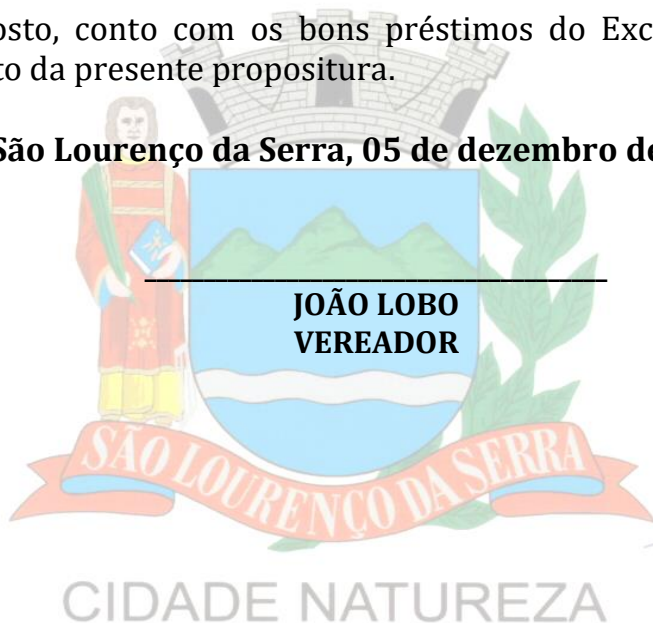 osto, conto com os bons préstimos do Exc
to da presente propositura.
São Lourenço da Serra, 05 de dezembro de
JOÃO LOBO
VEREADOR
SÃO LOURENÇO DA SERRA
CIDADE NATUREZA